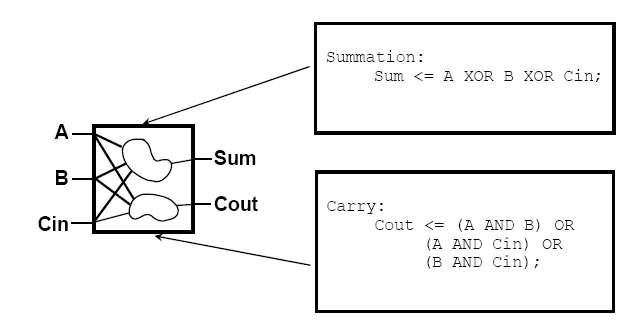 Summation:
Sum <= A XOR B XOR Cin;
A
B
Cin
Sum
Cout
Carry:
Cout <= (A AND B) OR
(A AND Cin) OR
(B AND Cin);